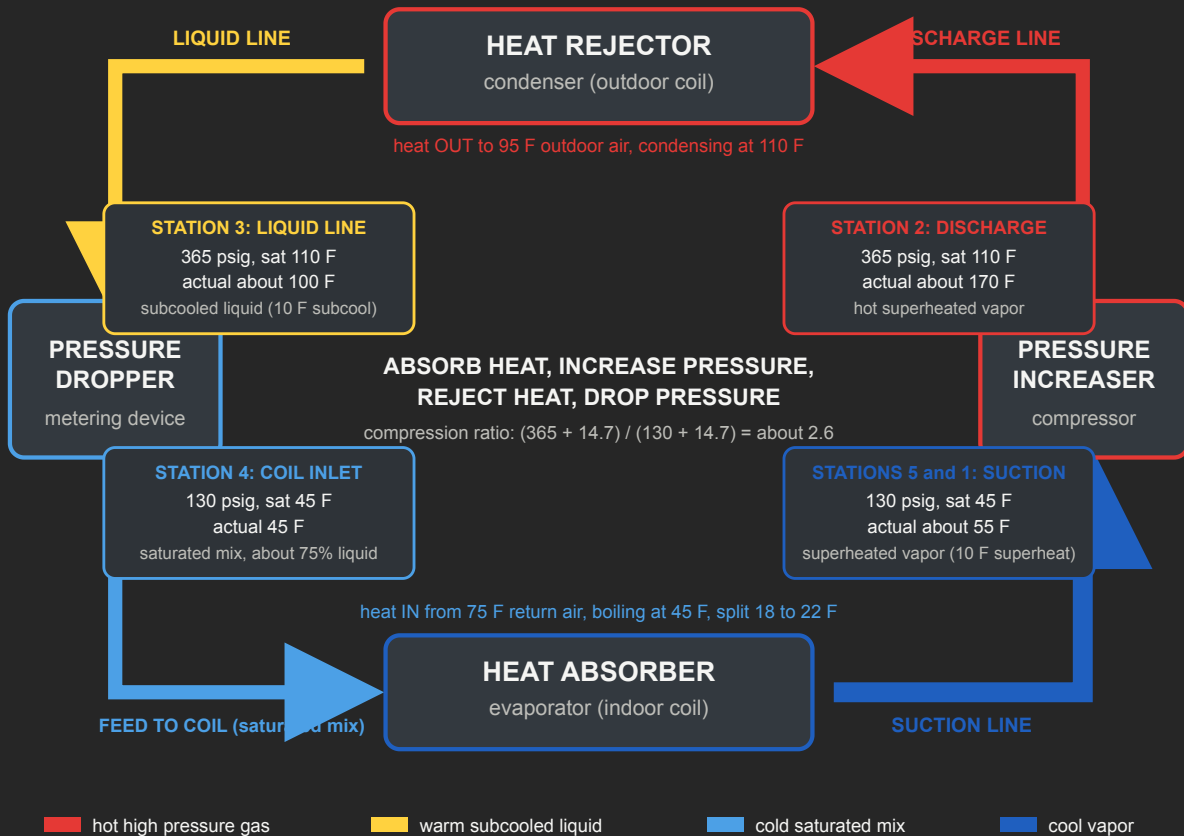 LIQUID LINE
HEAT REJECTOR
SCHARGE LINE
condenser (outdoor coil)
heat OUT to 95 F outdoor air, condensing at 110 F
STATION 3: LIQUID LINE
365 psig, sat 110 F
actual about 100 F
subcooled liquid (10 F subcool)
STATION 2: DISCHARGE
365 psig, sat 110 F
actual about 170 F
hot superheated vapor
PRESSURE
DROPPER
metering device
ABSORB HEAT, INCREASE PRESSURE,
REJECT HEAT, DROP PRESSURE
compression ratio: (365 + 14.7) / (130 + 14.7) = about 2.6
PRESSURE
INCREASER
compressor
STATION 4: COIL INLET
130 psig, sat 45 F
actual 45 F
saturated mix, about 75% liquid
STATIONS 5 and 1: SUCTION
130 psig, sat 45 F
actual about 55 F
superheated vapor (10 F superheat)
heat IN from 75 F return air, boiling at 45 F, split 18 to 22 F
HEAT ABSORBER
evaporator (indoor coil)
FEED TO COIL (saturated mix)
SUCTION LINE
hot high pressure gas
warm subcooled liquid
cold saturated mix
cool vapor